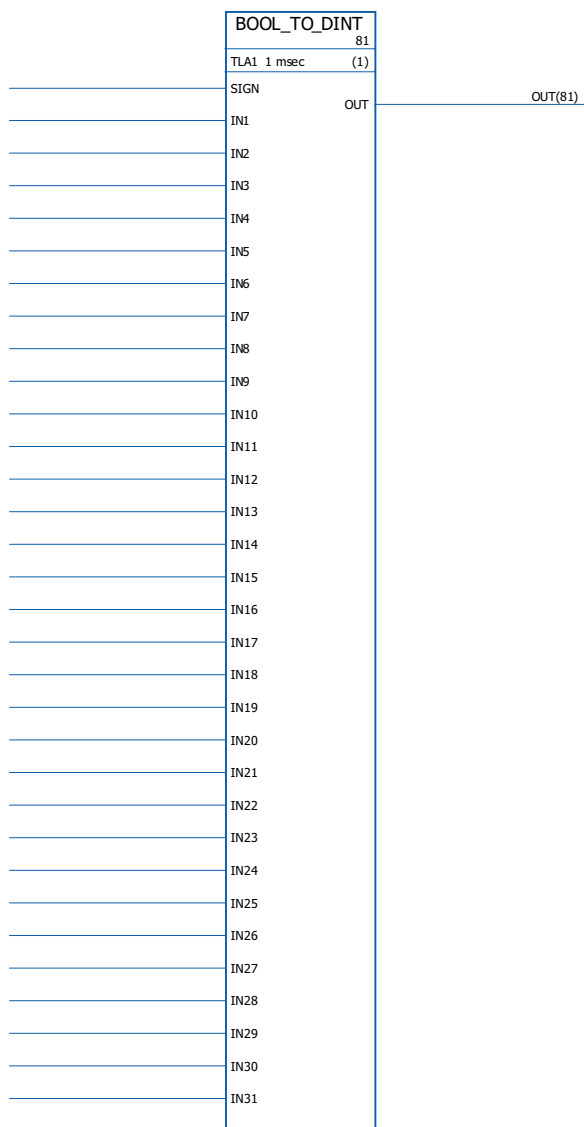 BOOL_TO_DINT
81
TLA1 1 msec (1)
SIGN
OUT
OUT(81)
IN1
IN2
IN3
IN4
IN5
IN6
IN7
IN8
IN9
IN10
IN11
IN12
IN13
IN14
IN15
IN16
IN17
IN18
IN19
IN20
IN21
IN22
IN23
IN24
IN25
IN26
IN27
IN28
IN29
IN30
IN31